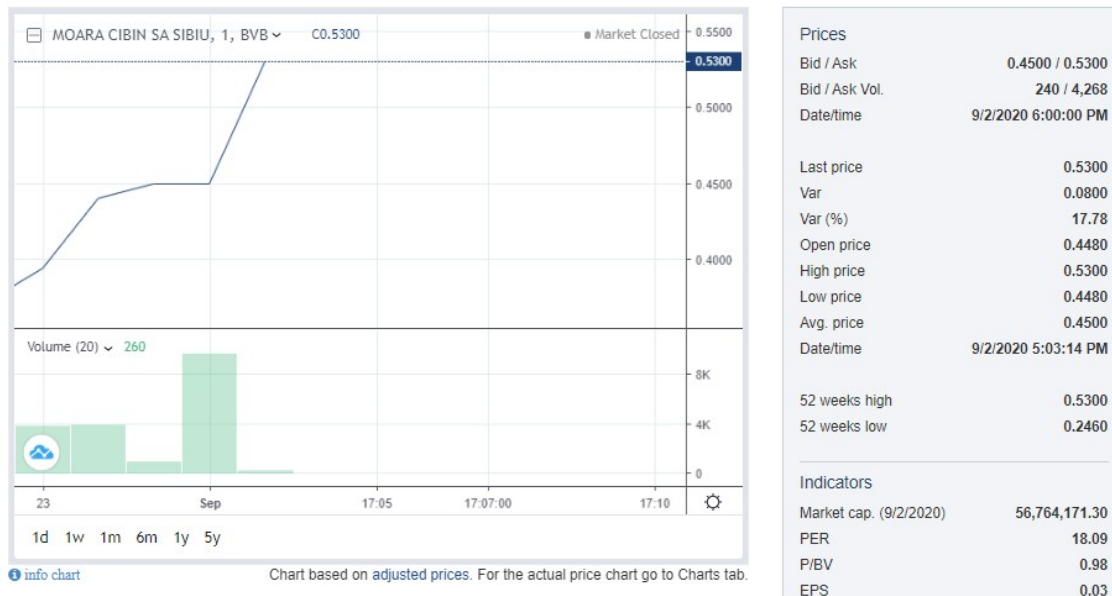 MOARA CIBIN SA SIBIU, 1, BVB C0.5300 Market Closed
0.5500
0.5300
0.5000
0.4500
0.4000
Volume (20) 260
8K
4K
0
23 Sep 17:05 17:07:00 17:10
1d 1w 1m 6m 1y 5y
info chart Chart based on adjusted prices. For the actual price chart go to Charts tab.
Prices
Bid / Ask 0.4500 / 0.5300
Bid / Ask Vol. 240 / 4,268
Date/time 9/2/2020 6:00:00 PM
Last price 0.5300
Var 0.0800
Var (%) 17.78
Open price 0.4480
High price 0.5300
Low price 0.4480
Avg. price 0.4500
Date/time 9/2/2020 5:03:14 PM
52 weeks high 0.5300
52 weeks low 0.2460
Indicators
Market cap. (9/2/2020) 56,764,171.30
PER 18.09
P/BV 0.98
EPS 0.03